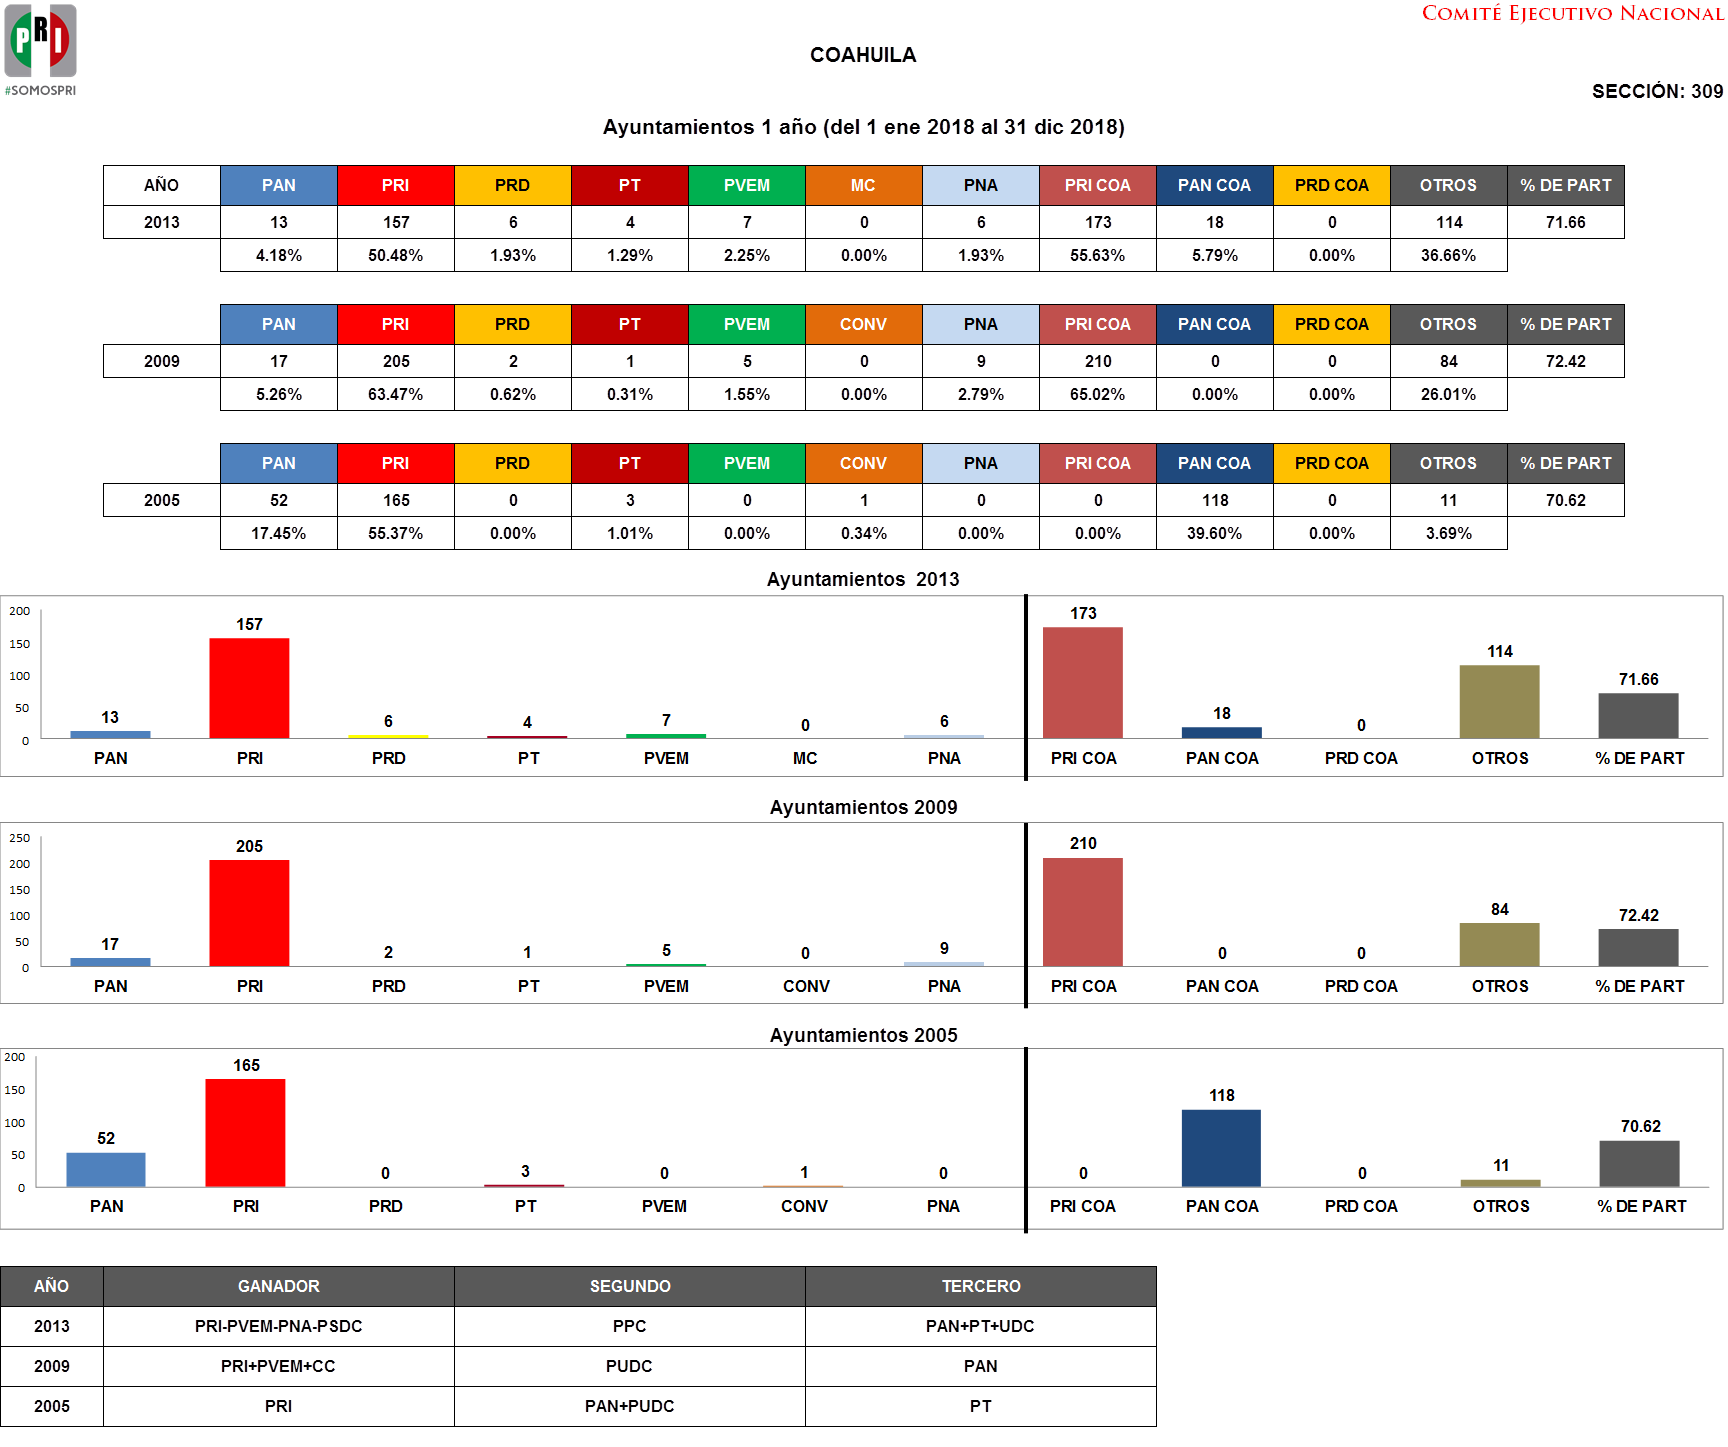 COMITÉ EJECUTIVO NACIONAL
PRI
#SOMOSPRI
COAHUILA
SECCIÓN: 309
Ayuntamientos 1 año (del 1 ene 2018 al 31 dic 2018)
AÑO PAN PRI PRD PT PVEM MC PNA PRI COA PAN COA PRD COA OTROS % DE PART
2013 13 157 6 4 7 0 6 173 18 0 114 71.66
4.18% 50.48% 1.93% 1.29% 2.25% 0.00% 1.93% 55.63% 5.79% 0.00% 36.66%
PAN PRI PRD PT PVEM CONV PNA PRI COA PAN COA PRD COA OTROS % DE PART
2009 17 205 2 1 5 0 9 210 0 0 84 72.42
5.26% 63.47% 0.62% 0.31% 1.55% 0.00% 2.79% 65.02% 0.00% 0.00% 26.01%
PAN PRI PRD PT PVEM CONV PNA PRI COA PAN COA PRD COA OTROS % DE PART
2005 52 165 0 3 0 1 0 0 118 0 11 70.62
17.45% 55.37% 0.00% 1.01% 0.00% 0.34% 0.00% 0.00% 39.60% 0.00% 3.69%
Ayuntamientos 2013
200
150
100
50
0
13 157 6 4 7 0 6 173 18 0 114 71.66
PAN PRI PRD PT PVEM MC PNA PRI COA PAN COA PRD COA OTROS % DE PART
Ayuntamientos 2009
250
200
150
100
50
0
17 205 2 1 5 0 9 210 0 0 84 72.42
PAN PRI PRD PT PVEM CONV PNA PRI COA PAN COA PRD COA OTROS % DE PART
Ayuntamientos 2005
200
150
100
50
0
52 165 0 3 0 1 0 0 118 0 11 70.62
PAN PRI PRD PT PVEM CONV PNA PRI COA PAN COA PRD COA OTROS % DE PART
AÑO GANADOR SEGUNDO TERCERO
2013 PRI-PVEM-PNA-PSDC PPC PAN+PT+UDC
2009 PRI+PVEM+CC PUDC PAN
2005 PRI PAN+PUDC PT